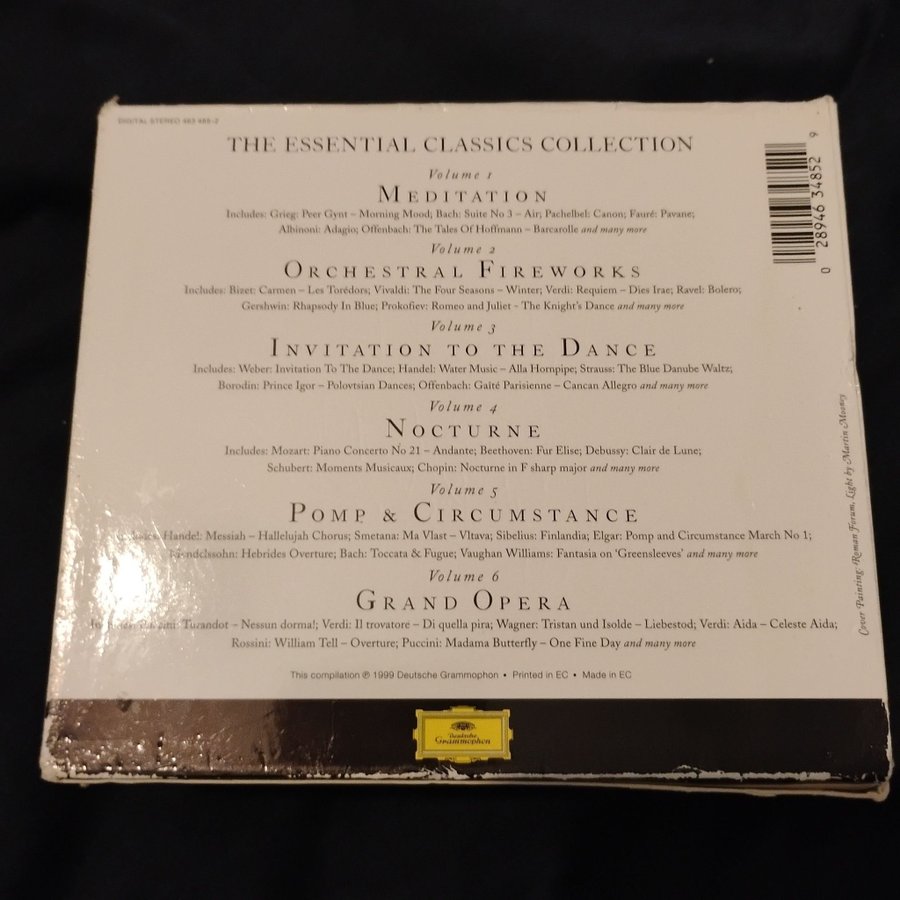 DIGITAL STEREO 463 485-2
THE ESSENTIAL CLASSICS COLLECTION
Volume 1
MEDITATION
Includes: Grieg: Peer Gynt – Morning Mood; Bach: Suite No 3 – Air; Pachelbel: Canon; Fauré: Pavane;
Albinoni: Adagio; Offenbach: The Tales Of Hoffmann – Barcarolle and many more
Volume 2
ORCHESTRAL FIREWORKS
Includes: Bizet: Carmen – Les Torédors; Vivaldi: The Four Seasons – Winter; Verdi: Requiem – Dies Irae; Ravel: Bolero;
Gershwin: Rhapsody In Blue; Prokofiev: Romeo and Juliet - The Knight's Dance and many more
Volume 3
INVITATION TO THE DANCE
Includes: Weber: Invitation To The Dance; Handel: Water Music – Alla Hornpipe; Strauss: The Blue Danube Waltz;
Borodin: Prince Igor – Polovtsian Dances; Offenbach: Gaîté Parisienne – Cancan Allegro and many more
Volume 4
NOCTURNE
Includes: Mozart: Piano Concerto No 21 – Andante; Beethoven: Fur Elise; Debussy: Clair de Lune;
Schubert: Moments Musicaux; Chopin: Nocturne in F sharp major and many more
Volume 5
POMP & CIRCUMSTANCE
Includes: Handel: Messiah – Hallelujah Chorus; Smetana: Ma Vlast – Vltava; Sibelius: Finlandia; Elgar: Pomp and Circumstance March No 1;
Mendelssohn: Hebrides Overture; Bach: Toccata & Fugue; Vaughan Williams: Fantasia on 'Greensleeves' and many more
Volume 6
GRAND OPERA
Includes: Puccini: Turandot – Nessun dorma!; Verdi: Il trovatore – Di quella pira; Wagner: Tristan und Isolde – Liebestod; Verdi: Aida – Celeste Aida;
Rossini: William Tell – Overture; Puccini: Madama Butterfly – One Fine Day and many more
This compilation ℗ 1999 Deutsche Grammophon • Printed in EC • Made in EC
Deutsche
Grammophon
0 28946 34852 9
Cover Painting: Roman Forum, Light by Martin Mooney